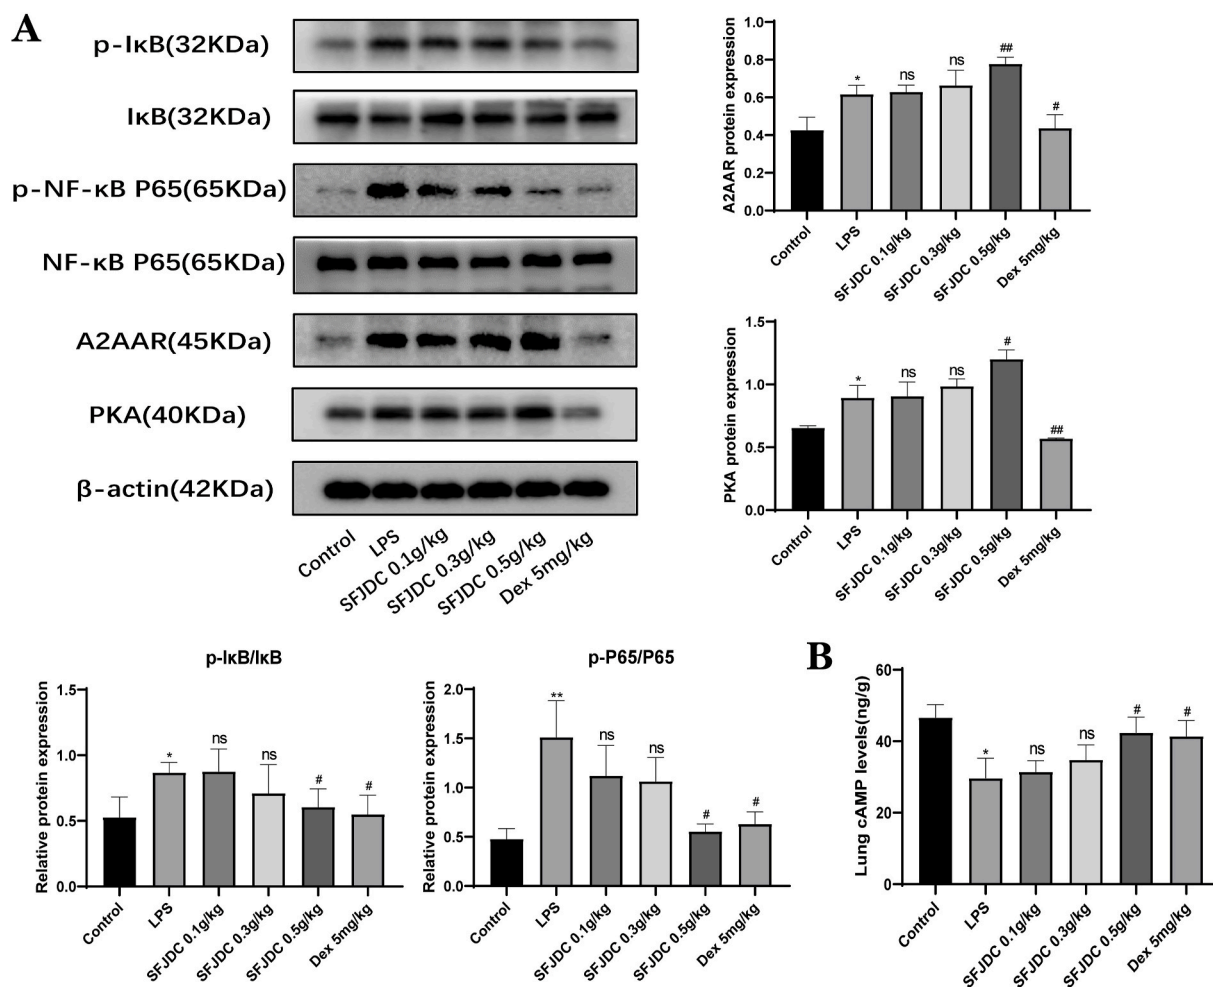 A
p-IκB(32KDa)
IκB(32KDa)
p-NF-κB P65(65KDa)
NF-κB P65(65KDa)
A2AAR(45KDa)
PKA(40KDa)
β-actin(42KDa)
Control
LPS
SFJDC 0.1g/kg
SFJDC 0.3g/kg
SFJDC 0.5g/kg
Dex 5mg/kg
A2AAR protein expression
1.0
0.8
0.6
0.4
0.2
0.0
*
ns
ns
##
#
Control
LPS
SFJDC 0.1g/kg
SFJDC 0.3g/kg
SFJDC 0.5g/kg
Dex 5mg/kg
PKA protein expression
1.5
1.0
0.5
0.0
*
ns
ns
#
##
Control
LPS
SFJDC 0.1g/kg
SFJDC 0.3g/kg
SFJDC 0.5g/kg
Dex 5mg/kg
p-IκB/IκB
Relative protein expression
1.5
1.0
0.5
0.0
*
ns
ns
#
#
Control
LPS
SFJDC 0.1g/kg
SFJDC 0.3g/kg
SFJDC 0.5g/kg
Dex 5mg/kg
p-P65/P65
Relative protein expression
2.0
1.5
1.0
0.5
0.0
**
ns
ns
#
#
Control
LPS
SFJDC 0.1g/kg
SFJDC 0.3g/kg
SFJDC 0.5g/kg
Dex 5mg/kg
B
Lung cAMP levels(ng/g)
60
40
20
0
*
ns
ns
#
#
Control
LPS
SFJDC 0.1g/kg
SFJDC 0.3g/kg
SFJDC 0.5g/kg
Dex 5mg/kg